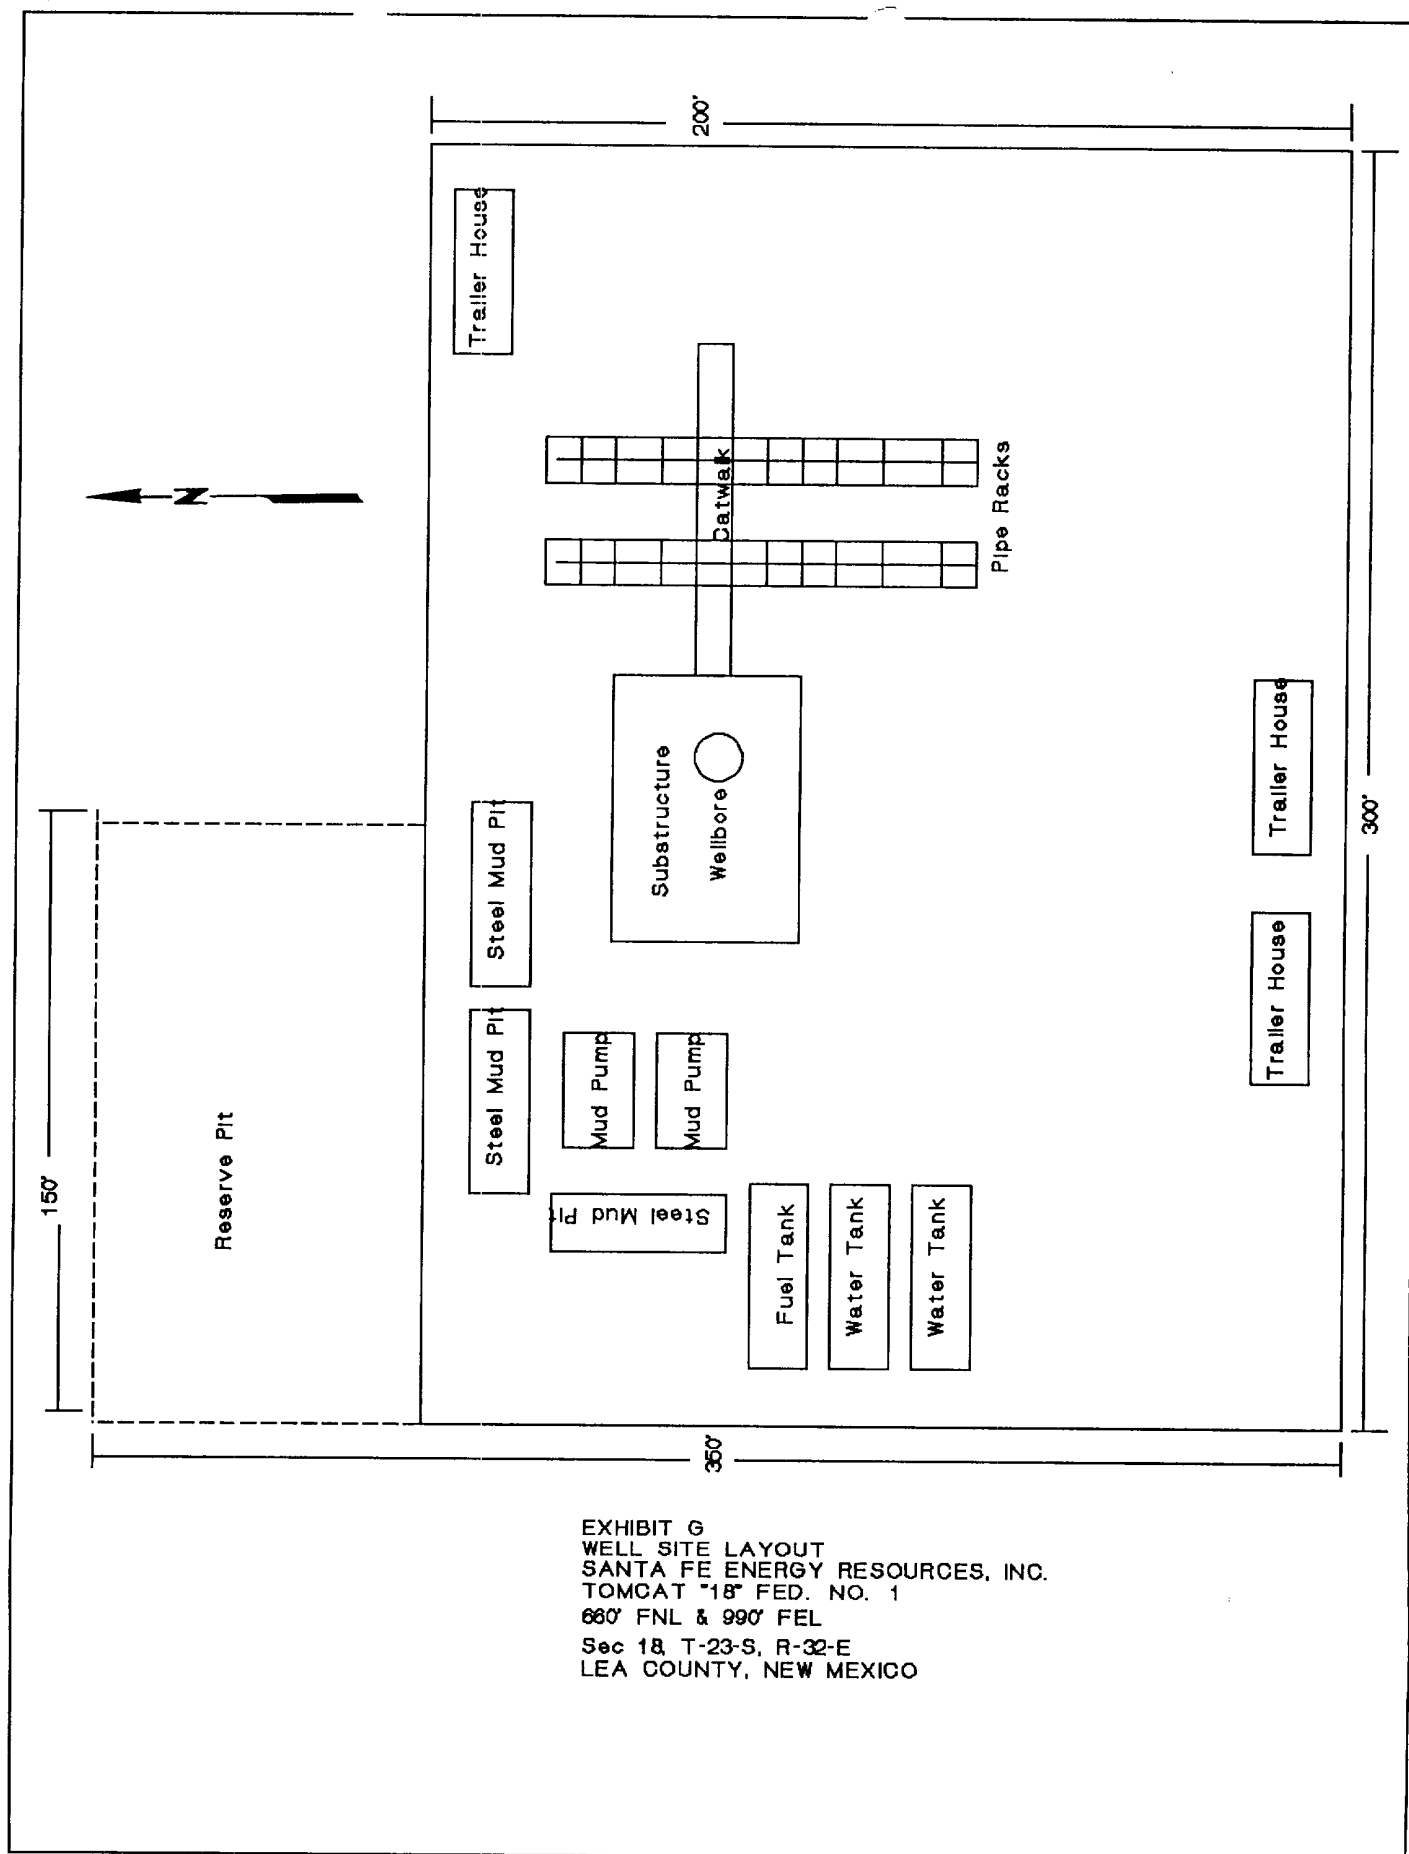 200'
Trailer House
N
Catwalk
Pipe Racks
Substructure
Wellbore
Trailer House
300'
150'
Steel Mud Pit
Steel Mud Pit
Mud Pump
Mud Pump
Trailer House
Reserve Pit
Steel Mud Pit
Fuel Tank
Water Tank
Water Tank
350'
EXHIBIT G
WELL SITE LAYOUT
SANTA FE ENERGY RESOURCES, INC.
TOMCAT "18" FED. NO. 1
660' FNL & 990' FEL
Sec 18, T-23-S, R-32-E
LEA COUNTY, NEW MEXICO